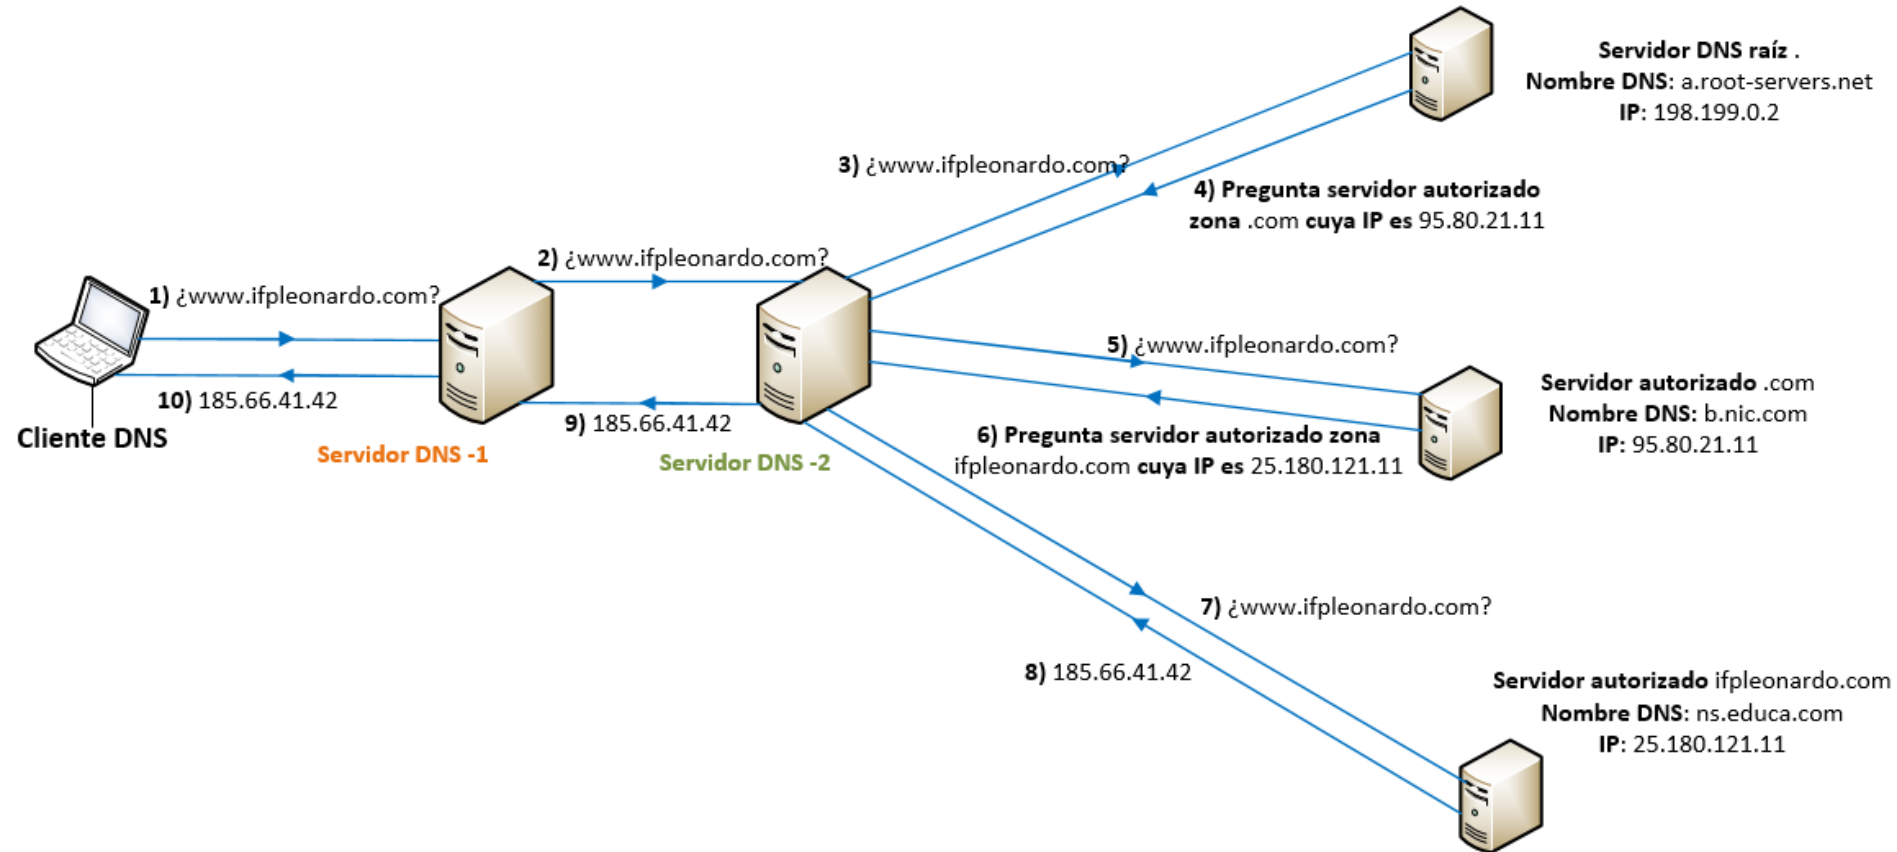 Servidor DNS raíz .
Nombre DNS: a.root-servers.net
IP: 198.199.0.2
3) ¿www.ifpleonardo.com?
4) Pregunta servidor autorizado
zona .com cuya IP es 95.80.21.11
2) ¿www.ifpleonardo.com?
1) ¿www.ifpleonardo.com?
5) ¿www.ifpleonardo.com?
Servidor autorizado .com
Nombre DNS: b.nic.com
IP: 95.80.21.11
10) 185.66.41.42
9) 185.66.41.42
Cliente DNS
Servidor DNS -1
Servidor DNS -2
6) Pregunta servidor autorizado zona
ifpleonardo.com cuya IP es 25.180.121.11
7) ¿www.ifpleonardo.com?
8) 185.66.41.42
Servidor autorizado ifpleonardo.com
Nombre DNS: ns.educa.com
IP: 25.180.121.11